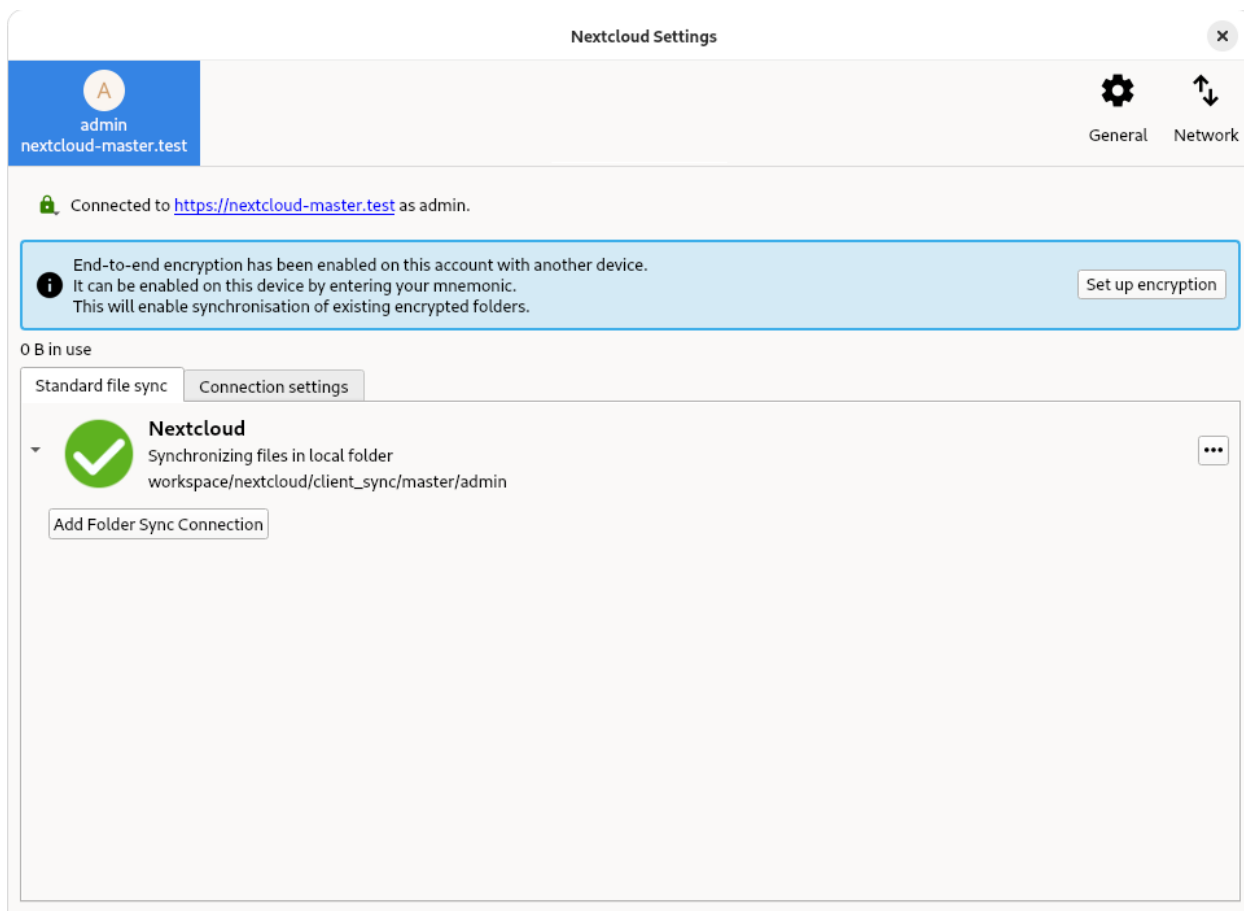 Nextcloud Settings
A
admin
nextcloud-master.test
General
Network
Connected to https://nextcloud-master.test as admin.
End-to-end encryption has been enabled on this account with another device.
It can be enabled on this device by entering your mnemonic.
This will enable synchronisation of existing encrypted folders.
Set up encryption
0 B in use
Standard file sync
Connection settings
Nextcloud
Synchronizing files in local folder
workspace/nextcloud/client_sync/master/admin
Add Folder Sync Connection